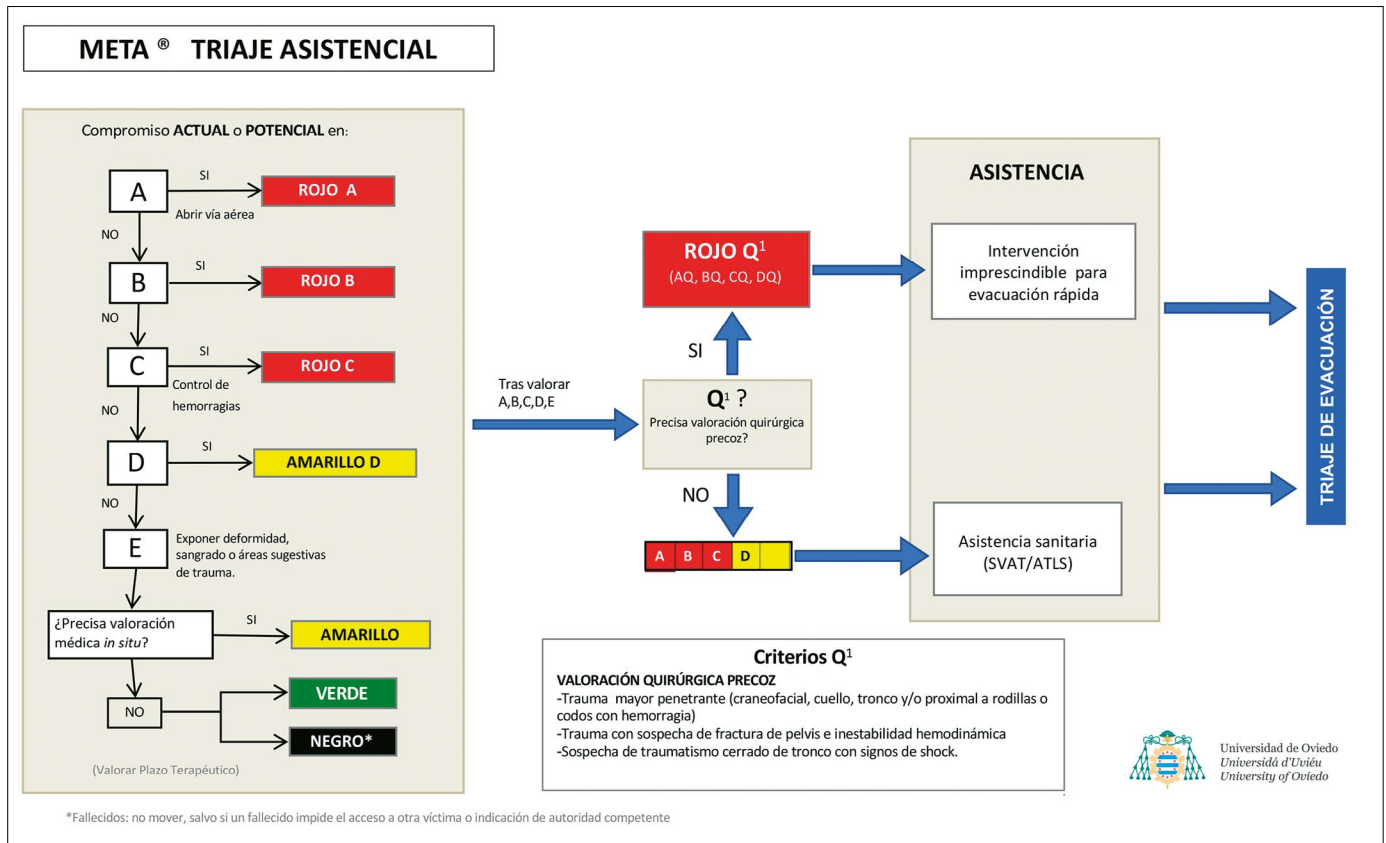 META ® TRIAJE ASISTENCIAL
Compromiso ACTUAL o POTENCIAL en:
A
SI
Abrir vía aérea
ROJO A
NO
B
SI
ROJO B
NO
C
SI
Control de
hemorragias
ROJO C
NO
D
SI
AMARILLO D
NO
E
Exponer deformidad,
sangrado o áreas sugestivas
de trauma.
¿Precisa valoración
médica in situ?
SI
AMARILLO
NO
VERDE
NEGRO*
(Valorar Plazo Terapéutico)
Tras valorar
A,B,C,D,E
ROJO Q1
(AQ, BQ, CQ, DQ)
SI
Q1 ?
Precisa valoración quirúrgica
precoz?
NO
A B C D
ASISTENCIA
Intervención
imprescindible para
evacuación rápida
Asistencia sanitaria
(SVAT/ATLS)
TRIAJE DE EVACUACIÓN
Criterios Q1
VALORACIÓN QUIRÚRGICA PRECOZ
-Trauma mayor penetrante (craneofacial, cuello, tronco y/o proximal a rodillas o
codos con hemorragia)
-Trauma con sospecha de fractura de pelvis e inestabilidad hemodinámica
-Sospecha de traumatismo cerrado de tronco con signos de shock.
Universidad de Oviedo
Universidá d'Uviéu
University of Oviedo
*Fallecidos: no mover, salvo si un fallecido impide el acceso a otra víctima o indicación de autoridad competente